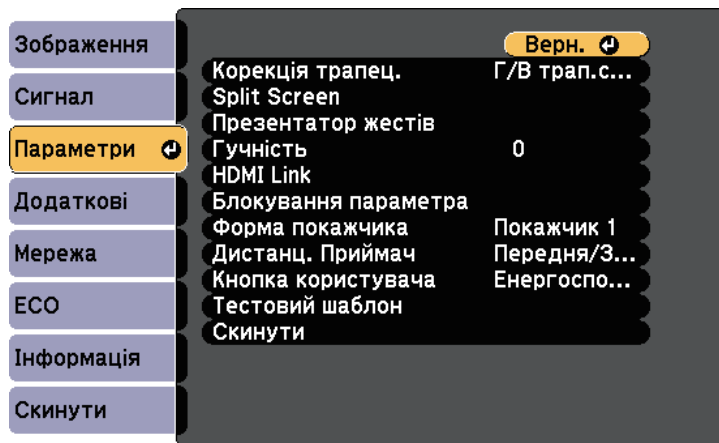 Зображення
Сигнал
Параметри
Додаткові
Мережа
ECO
Інформація
Скинути
Верн.
Корекція трапец. Г/В трап.с...
Split Screen
Презентатор жестів
Гучність 0
HDMI Link
Блокування параметра
Форма покажчика Покажчик 1
Дистанц. Приймач Передня/З...
Кнопка користувача Енергоспо...
Тестовий шаблон
Скинути